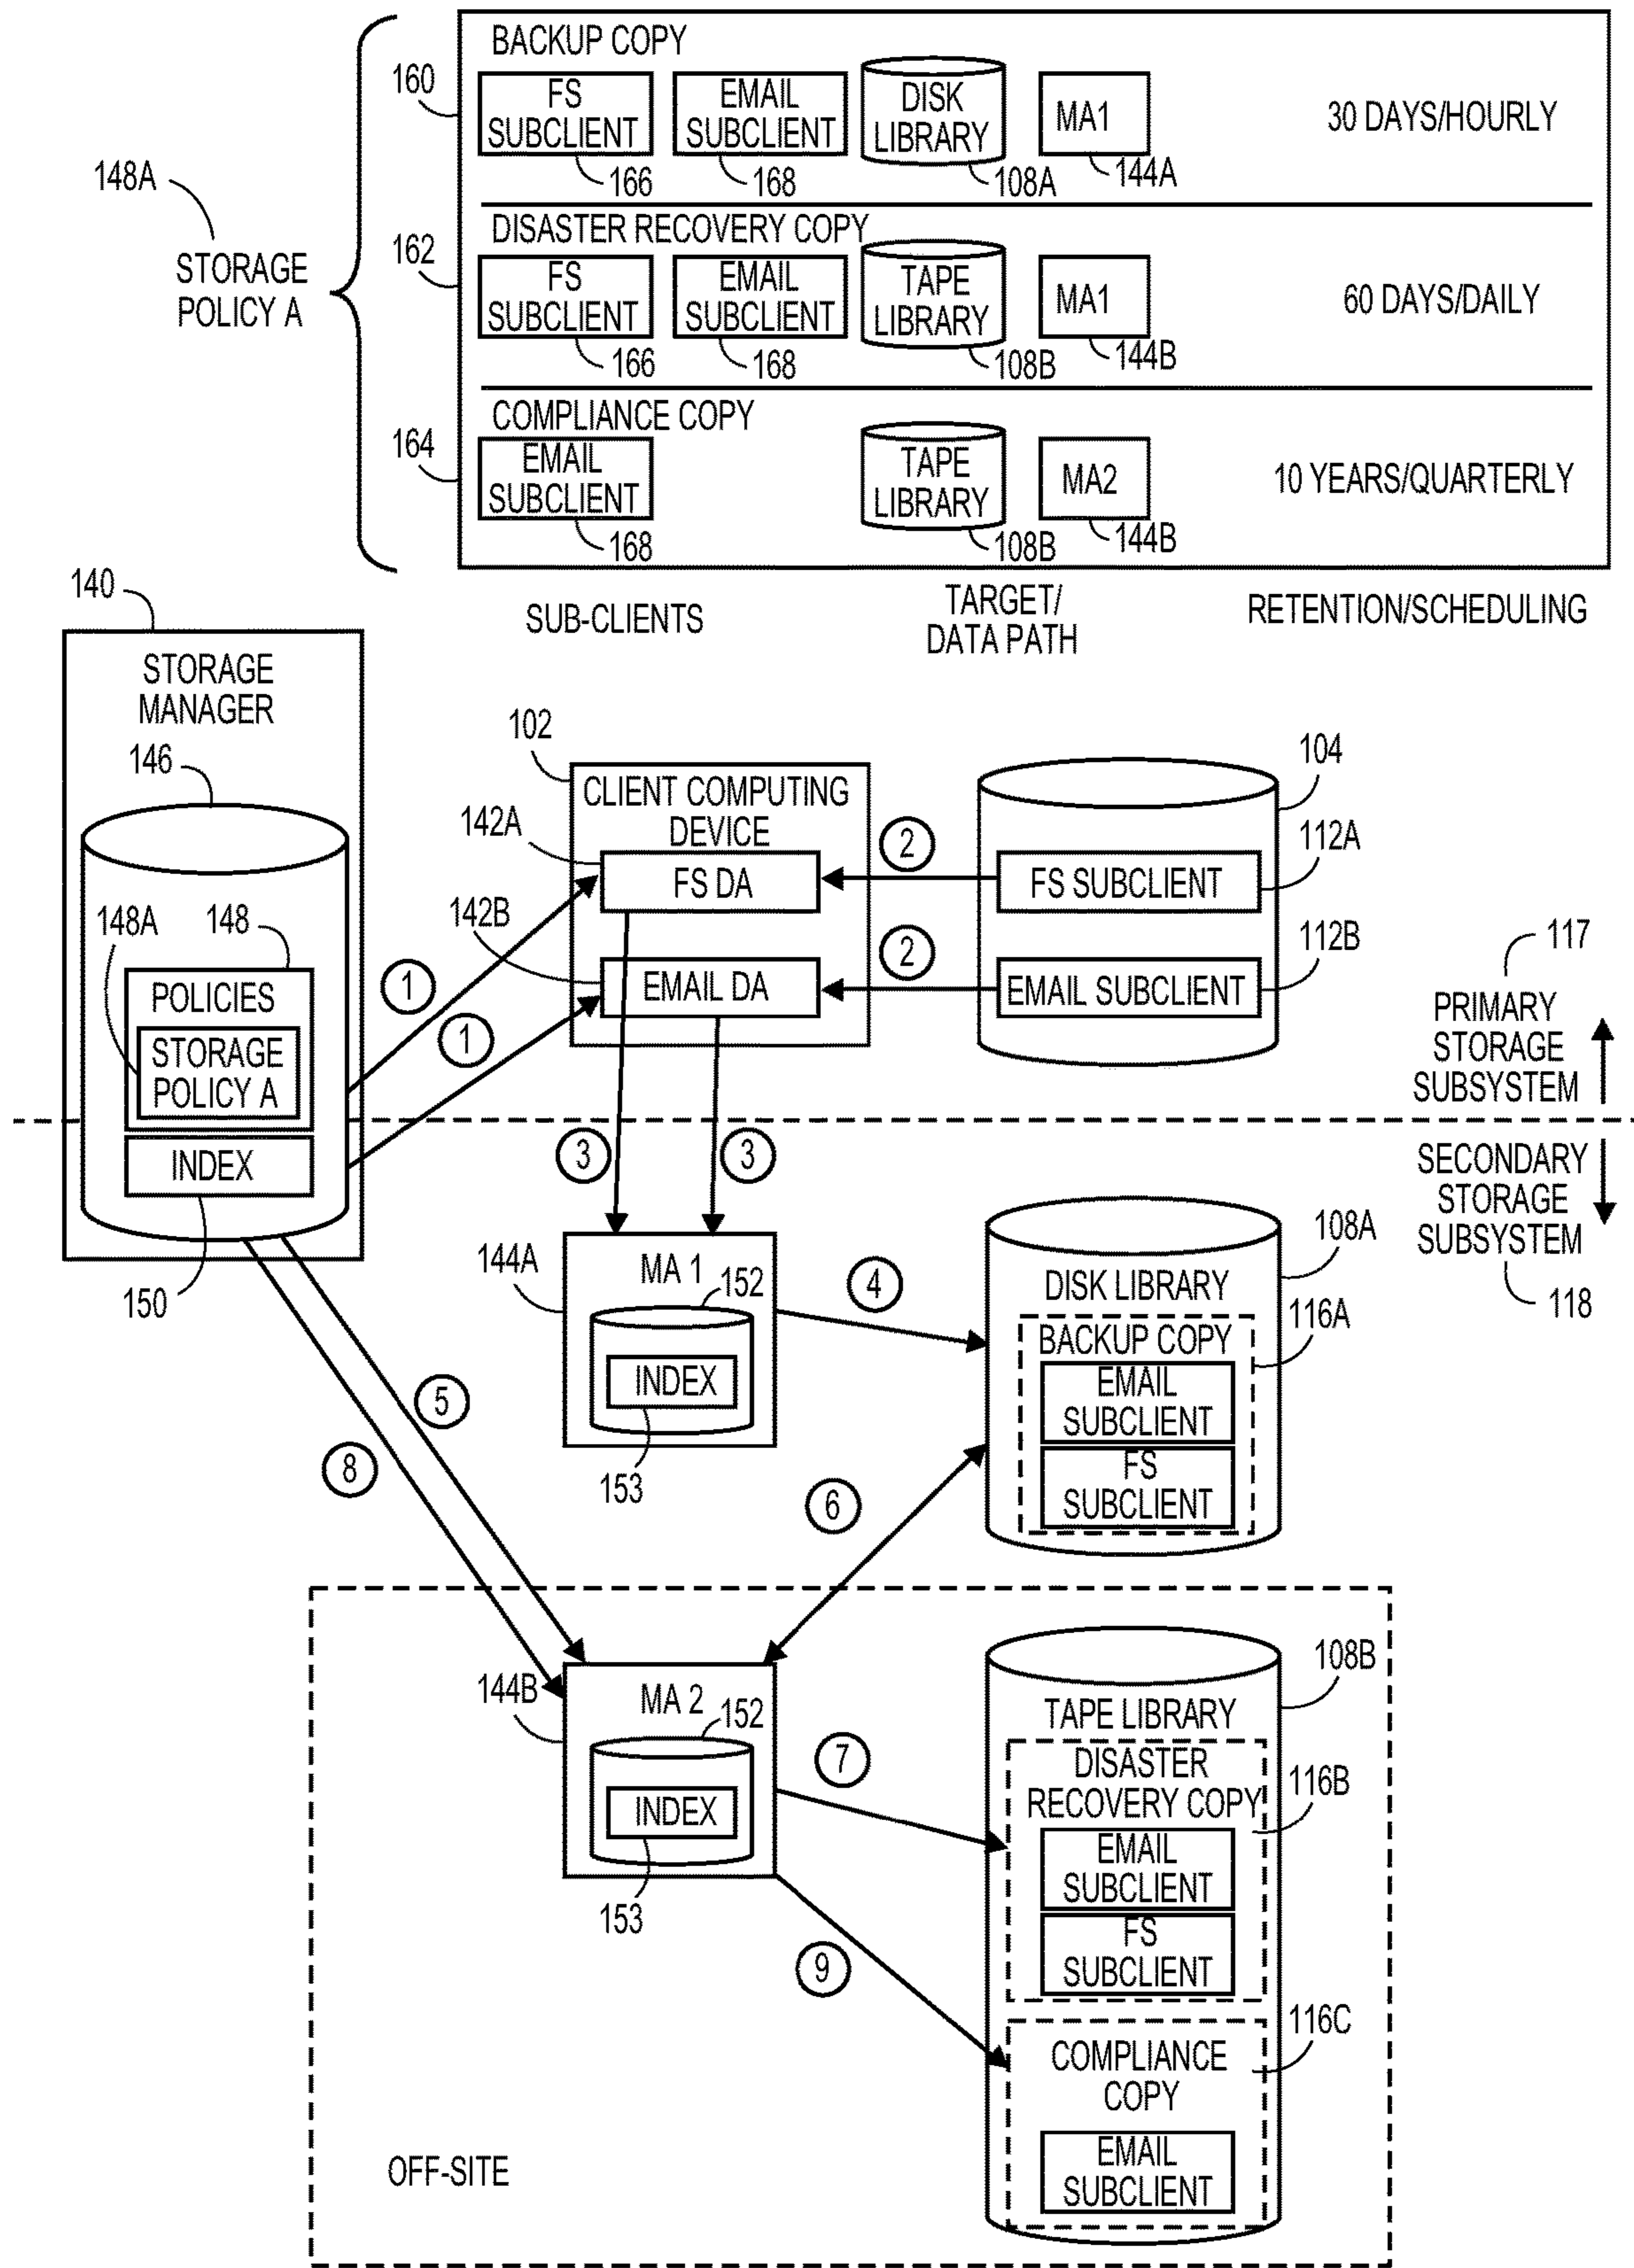 BACKUP COPY
160
FS
SUBCLIENT
166
EMAIL
SUBCLIENT
168
DISK
LIBRARY
108A
MA1
144A
30 DAYS/HOURLY
148A
STORAGE
POLICY A
DISASTER RECOVERY COPY
162
FS
SUBCLIENT
166
EMAIL
SUBCLIENT
168
TAPE
LIBRARY
108B
MA1
144B
60 DAYS/DAILY
COMPLIANCE COPY
164
EMAIL
SUBCLIENT
168
TAPE
LIBRARY
108B
MA2
144B
10 YEARS/QUARTERLY
SUB-CLIENTS
TARGET/
DATA PATH
RETENTION/SCHEDULING
140
STORAGE
MANAGER
146
148A
148
POLICIES
STORAGE
POLICY A
INDEX
150
102
CLIENT COMPUTING
DEVICE
142A
FS DA
142B
EMAIL DA
1
1
2
2
104
FS SUBCLIENT
112A
EMAIL SUBCLIENT
112B
117
PRIMARY
STORAGE
SUBSYSTEM
SECONDARY
STORAGE
SUBSYSTEM
118
3
3
144A
MA 1
152
INDEX
153
4
108A
DISK LIBRARY
116A
BACKUP COPY
EMAIL
SUBCLIENT
FS
SUBCLIENT
5
8
6
144B
MA 2
152
INDEX
153
7
9
108B
TAPE LIBRARY
DISASTER
RECOVERY COPY
116B
EMAIL
SUBCLIENT
FS
SUBCLIENT
116C
COMPLIANCE
COPY
EMAIL
SUBCLIENT
OFF-SITE